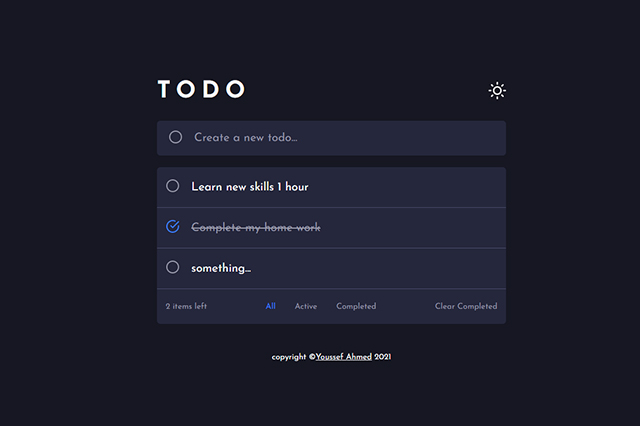 TODO
Create a new todo...
Learn new skills 1 hour
Complete my home work
something...
2 items left All Active Completed Clear Completed
copyright ©Youssef Ahmed 2021